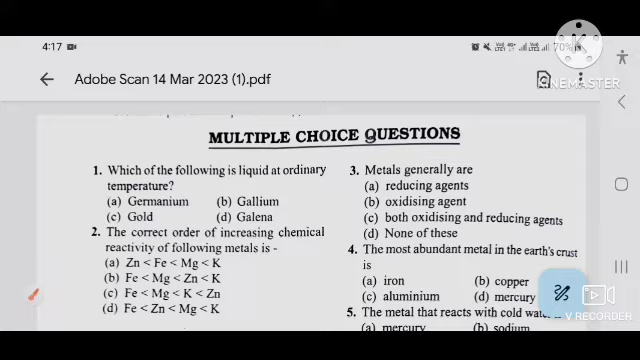 4:17
70%
Adobe Scan 14 Mar 2023 (1).pdf
KINEMASTER
MULTIPLE CHOICE QUESTIONS
1. Which of the following is liquid at ordinary
temperature?
(a) Germanium (b) Gallium
(c) Gold (d) Galena
2. The correct order of increasing chemical
reactivity of following metals is -
(a) Zn < Fe < Mg < K
(b) Fe < Mg < Zn < K
(c) Fe < Mg < K < Zn
(d) Fe < Zn < Mg < K
3. Metals generally are
(a) reducing agents
(b) oxidising agent
(c) both oxidising and reducing agents
(d) None of these
4. The most abundant metal in the earth's crust
is
(a) iron (b) copper
(c) aluminium (d) mercury
5. The metal that reacts with cold water
(a) mercury (b) sodium
V RECORDER